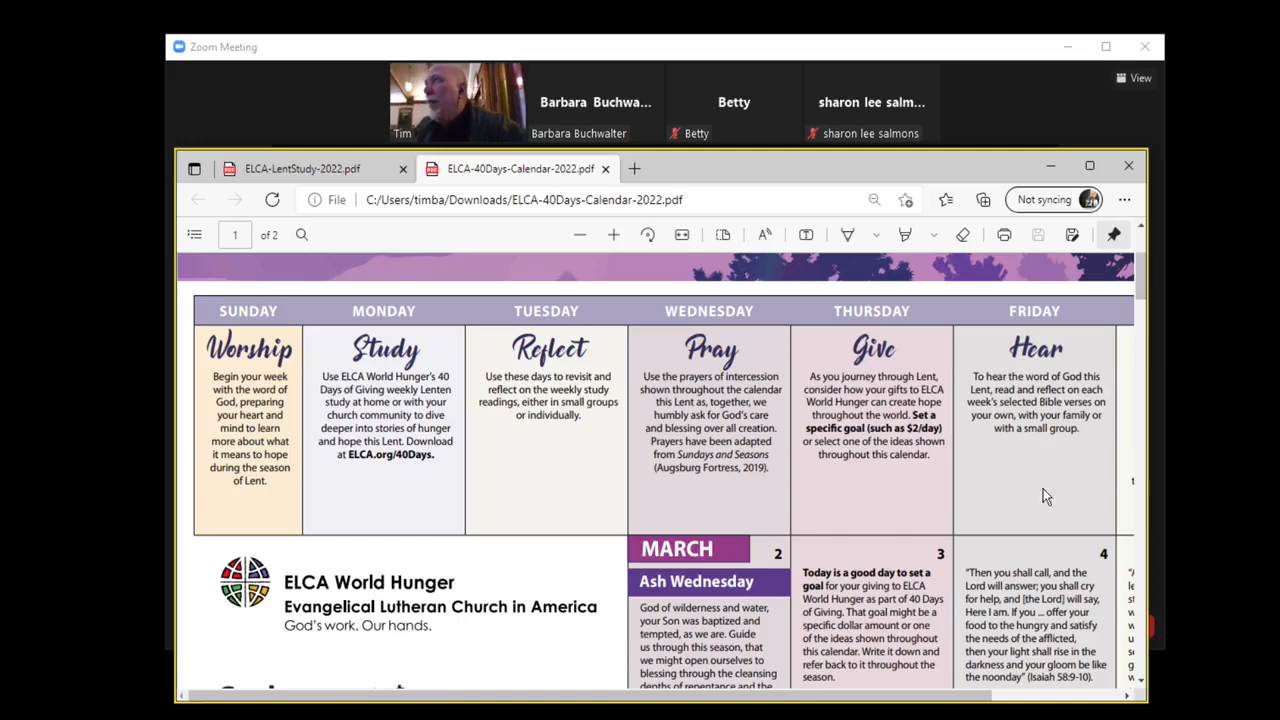 Zoom Meeting
View
Barbara Buchwa...
Betty
sharon lee salm...
Tim
Barbara Buchwalter
Betty
sharon lee salmons
ELCA-LentStudy-2022.pdf
ELCA-40Days-Calendar-2022.pdf
File
C:/Users/timba/Downloads/ELCA-40Days-Calendar-2022.pdf
Not syncing
1 of 2
SUNDAY
Worship
Begin your week
with the word of
God, preparing
your heart and
mind to learn
more about what
it means to hope
during the season
of Lent.
MONDAY
Study
Use ELCA World Hunger's 40
Days of Giving weekly Lenten
study at home or with your
church community to dive
deeper into stories of hunger
and hope this Lent. Download
at ELCA.org/40Days.
TUESDAY
Reflect
Use these days to revisit and
reflect on the weekly study
readings, either in small groups
or individually.
WEDNESDAY
Pray
Use the prayers of intercession
shown throughout the calendar
this Lent as, together, we
humbly ask for God's care
and blessing over all creation.
Prayers have been adapted
from Sundays and Seasons
(Augsburg Fortress, 2019).
THURSDAY
Give
As you journey through Lent,
consider how your gifts to ELCA
World Hunger can create hope
throughout the world. Set a
specific goal (such as $2/day)
or select one of the ideas shown
throughout this calendar.
FRIDAY
Hear
To hear the word of God this
Lent, read and reflect on each
week's selected Bible verses on
your own, with your family or
with a small group.
ELCA World Hunger
Evangelical Lutheran Church in America
God's work. Our hands.
MARCH 2
Ash Wednesday
God of wilderness and water,
your Son was baptized and
tempted, as we are. Guide
us through this season, that
we might open ourselves to
blessing through the cleansing
depths of repentance and the
3
Today is a good day to set a
goal for your giving to ELCA
World Hunger as part of 40 Days
of Giving. That goal might be a
specific dollar amount or one
of the ideas shown throughout
this calendar. Write it down and
refer back to it throughout the
season.
4
"Then you shall call, and the
Lord will answer; you shall cry
for help, and [the Lord] will say,
Here I am. If you ... offer your
food to the hungry and satisfy
the needs of the afflicted,
then your light shall rise in the
darkness and your gloom be like
the noonday" (Isaiah 58:9-10).